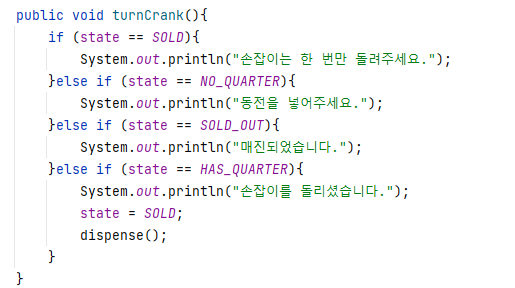 public void turnCrank(){
    if (state == SOLD){
        System.out.println("손잡이는 한 번만 돌려주세요.");
    }else if (state == NO_QUARTER){
        System.out.println("동전을 넣어주세요.");
    }else if (state == SOLD_OUT){
        System.out.println("매진되었습니다.");
    }else if (state == HAS_QUARTER){
        System.out.println("손잡이를 돌리셨습니다.");
        state = SOLD;
        dispense();
    }
}